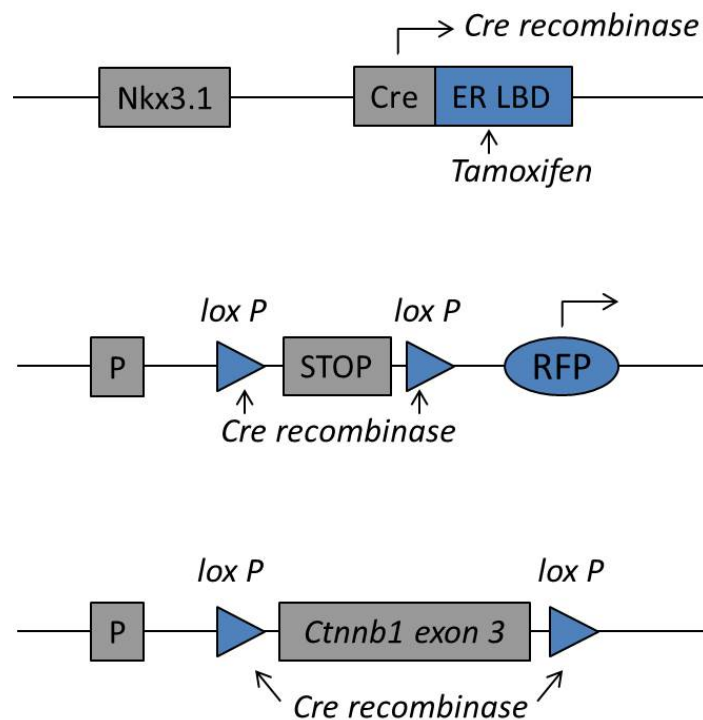 Cre recombinase
Nkx3.1 Cre ER LBD
Tamoxifen
lox P lox P
P STOP RFP
Cre recombinase
lox P lox P
P Ctnnb1 exon 3
Cre recombinase